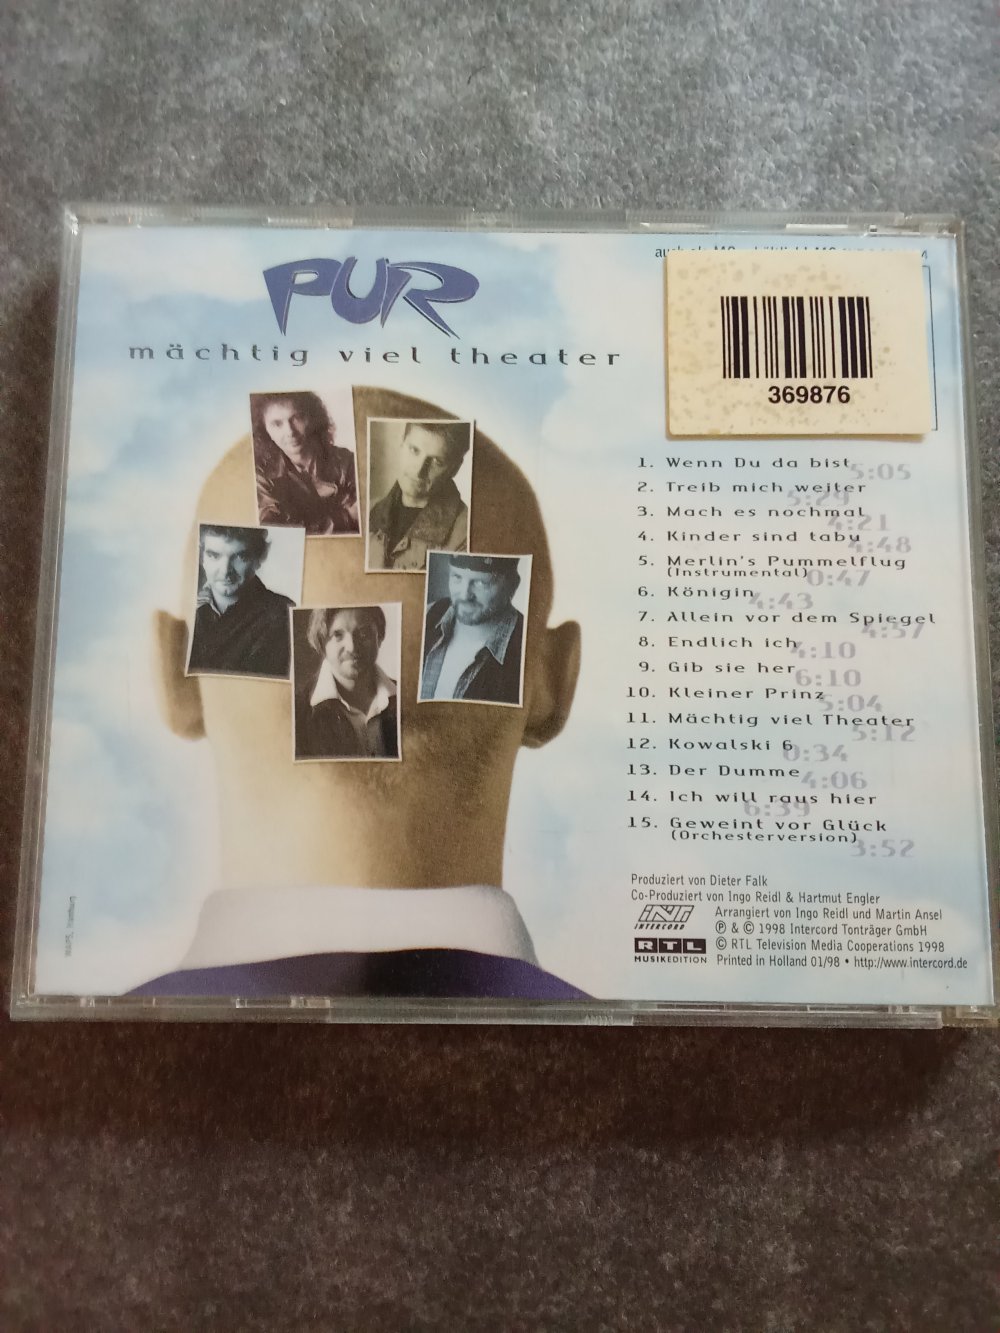 PUR
mächtig viel theater
369876
1. Wenn Du da bist 5:05
2. Treib mich weiter 5:29
3. Mach es nochmal 4:21
4. Kinder sind tabu 4:48
5. Merlin's Pummelflug
(Instrumental) 0:47
6. Königin 4:43
7. Allein vor dem Spiegel 4:57
8. Endlich ich 4:10
9. Gib sie her 6:10
10. Kleiner Prinz 5:04
11. Mächtig viel Theater 5:12
12. Kowalski 6 0:34
13. Der Dumme 4:06
14. Ich will raus hier 6:39
15. Geweint vor Glück
(Orchesterversion) 3:52
Produziert von Dieter Falk
Co-Produziert von Ingo Reidl & Hartmut Engler
Arrangiert von Ingo Reidl und Martin Ansel
INT
INTERCORD
℗ & © 1998 Intercord Tonträger GmbH
RTL
MUSIKEDITION
© RTL Television Media Cooperations 1998
Printed in Holland 01/98 • http://www.intercord.de